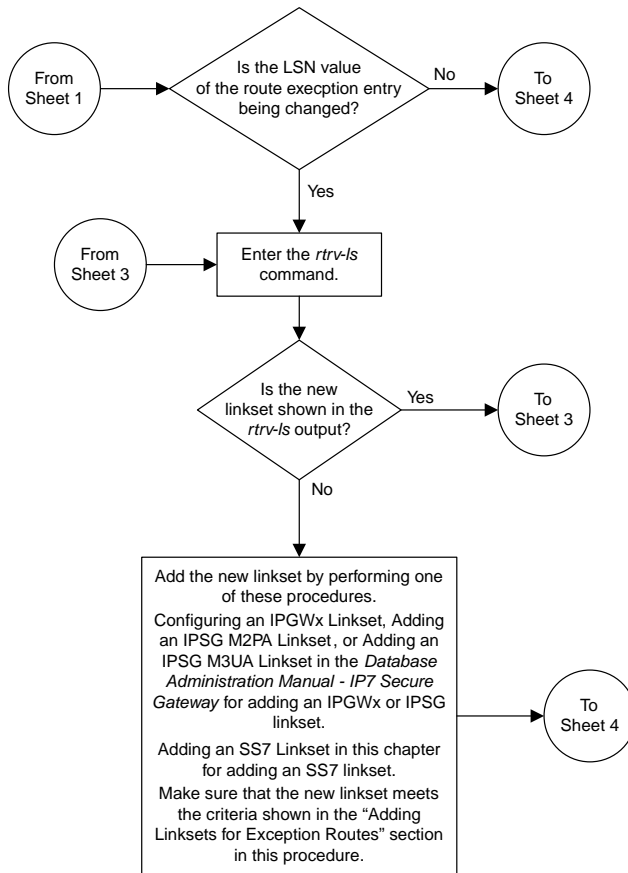 From
Sheet 1
Is the LSN value
of the route execption entry
being changed?
No
To
Sheet 4
Yes
From
Sheet 3
Enter the rtrv-ls
command.
Is the new
linkset shown in the
rtrv-ls output?
Yes
To
Sheet 3
No
Add the new linkset by performing one
of these procedures.
Configuring an IPGWx Linkset, Adding
an IPSG M2PA Linkset, or Adding an
IPSG M3UA Linkset in the Database
Administration Manual - IP7 Secure
Gateway for adding an IPGWx or IPSG
linkset.
Adding an SS7 Linkset in this chapter
for adding an SS7 linkset.
Make sure that the new linkset meets
the criteria shown in the “Adding
Linksets for Exception Routes” section
in this procedure.
To
Sheet 4